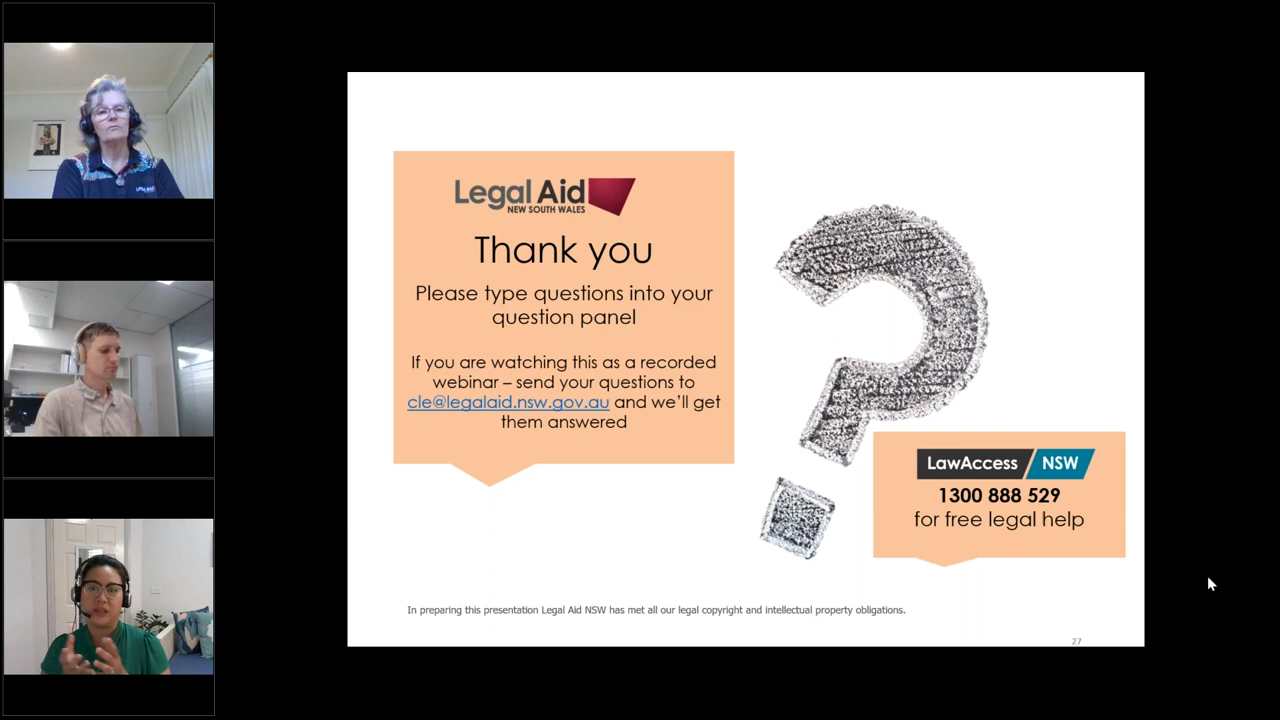 Legal Aid
NEW SOUTH WALES
Thank you
Please type questions into your
question panel
If you are watching this as a recorded
webinar – send your questions to
cle@legalaid.nsw.gov.au and we'll get
them answered
LawAccess NSW
1300 888 529
for free legal help
In preparing this presentation Legal Aid NSW has met all our legal copyright and intellectual property obligations.
27
Legal Aid